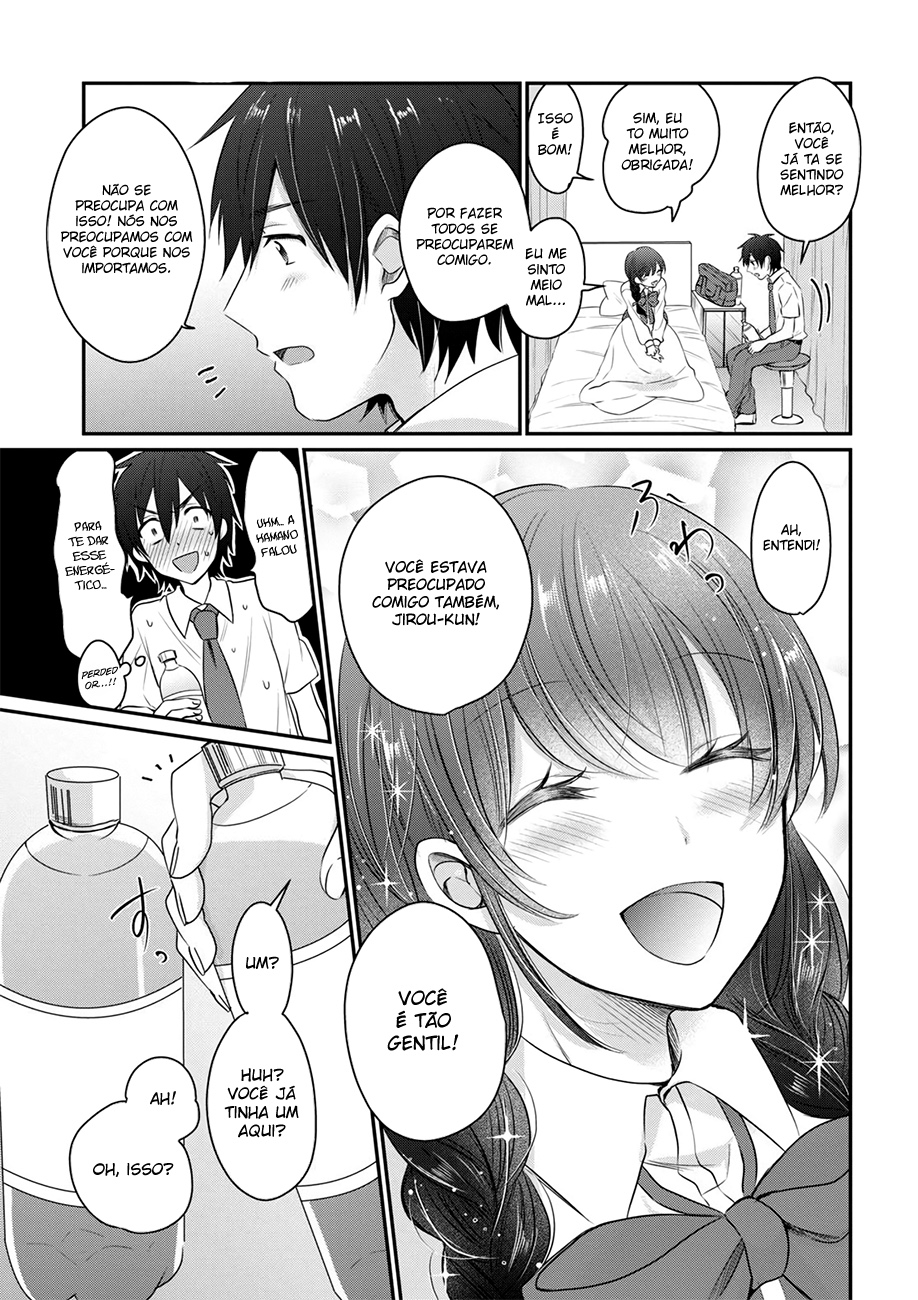 ENTÃO,
VOCÊ
JÁ TA SE
SENTINDO
MELHOR?
SIM, EU
TO MUITO
MELHOR,
OBRIGADA!
ISSO
É
BOM!
EU ME
SINTO
MEIO
MAL...
POR FAZER
TODOS SE
PREOCUPAREM
COMIGO.
NÃO SE
PREOCUPA COM
ISSO! NÓS NOS
PREOCUPAMOS COM
VOCÊ PORQUE NOS
IMPORTAMOS.
AH,
ENTENDI!
VOCÊ ESTAVA
PREOCUPADO
COMIGO TAMBÉM,
JIROU-KUN!
VOCÊ
É TÃO
GENTIL!
UHM.. A
HAMANO
FALOU
PARA
TE DAR
ESSE
ENERGÉ-
TICO..
PERDED
OR...!!
UM?
HUH?
VOCÊ JÁ
TINHA UM
AQUI?
す
AH!
OH, ISSO?